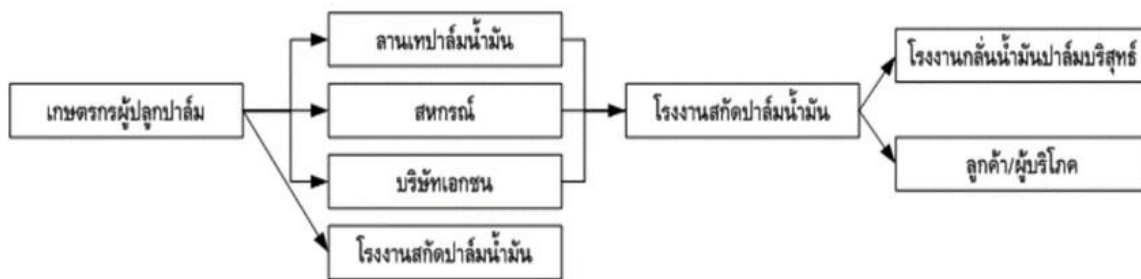 เกษตรกรผู้ปลูกปาล์ม
ลานเทปาล์มน้ำมัน
สหกรณ์
บริษัทเอกชน
โรงงานสกัดปาล์มน้ำมัน
โรงงานสกัดปาล์มน้ำมัน
โรงงานกลั่นน้ำมันปาล์มบริสุทธ์
ลูกค้า/ผู้บริโภค